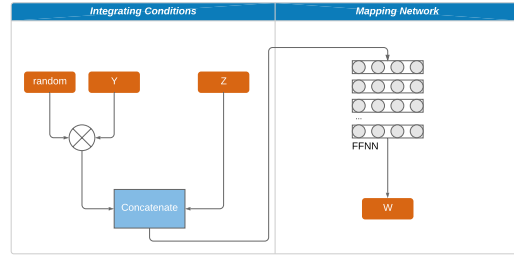 Integrating Conditions
Mapping Network
random
Y
Z
...
FFNN
Concatenate
W